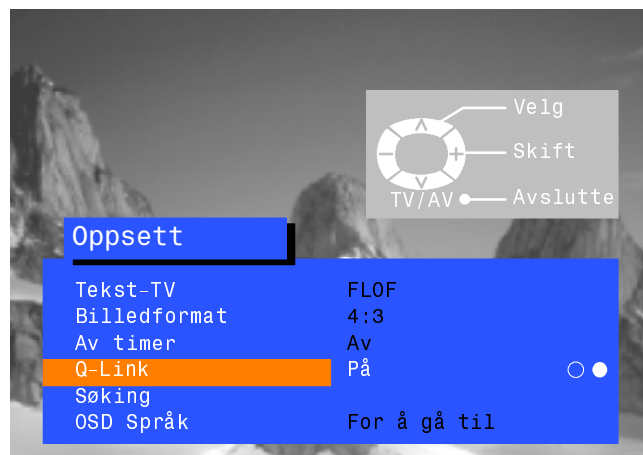 Velg
Skift
TV/AV Avslutte
Oppsett
Tekst-TV FLOF
Billedformat 4:3
Av timer Av
Q-Link På
Søking
OSD Språk For å gå til